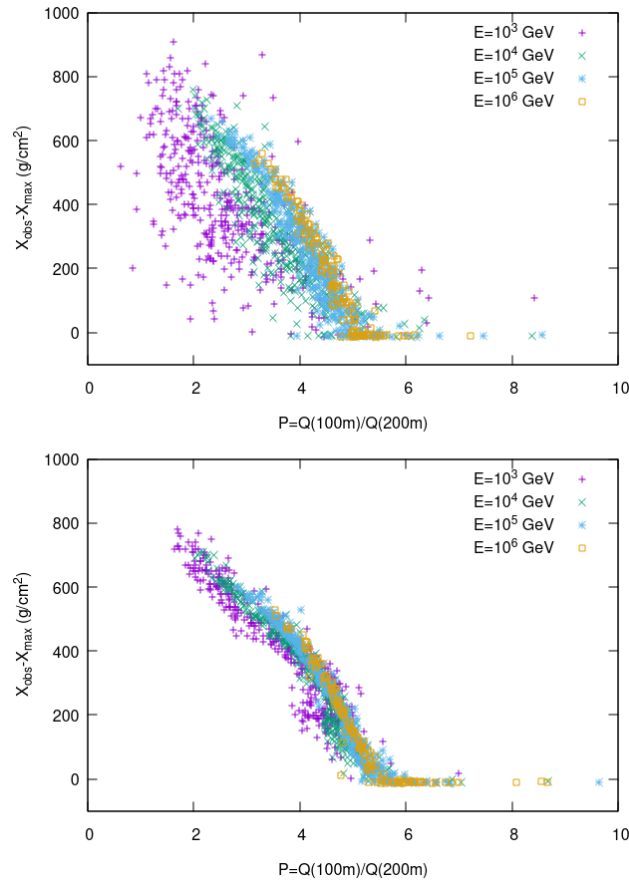 1000
800
600
400
200
0
X_obs-X_max (g/cm²)
E=10³ GeV
E=10⁴ GeV
E=10⁵ GeV
E=10⁶ GeV
0 2 4 6 8 10
P=Q(100m)/Q(200m)
1000
800
600
400
200
0
X_obs-X_max (g/cm²)
E=10³ GeV
E=10⁴ GeV
E=10⁵ GeV
E=10⁶ GeV
0 2 4 6 8 10
P=Q(100m)/Q(200m)